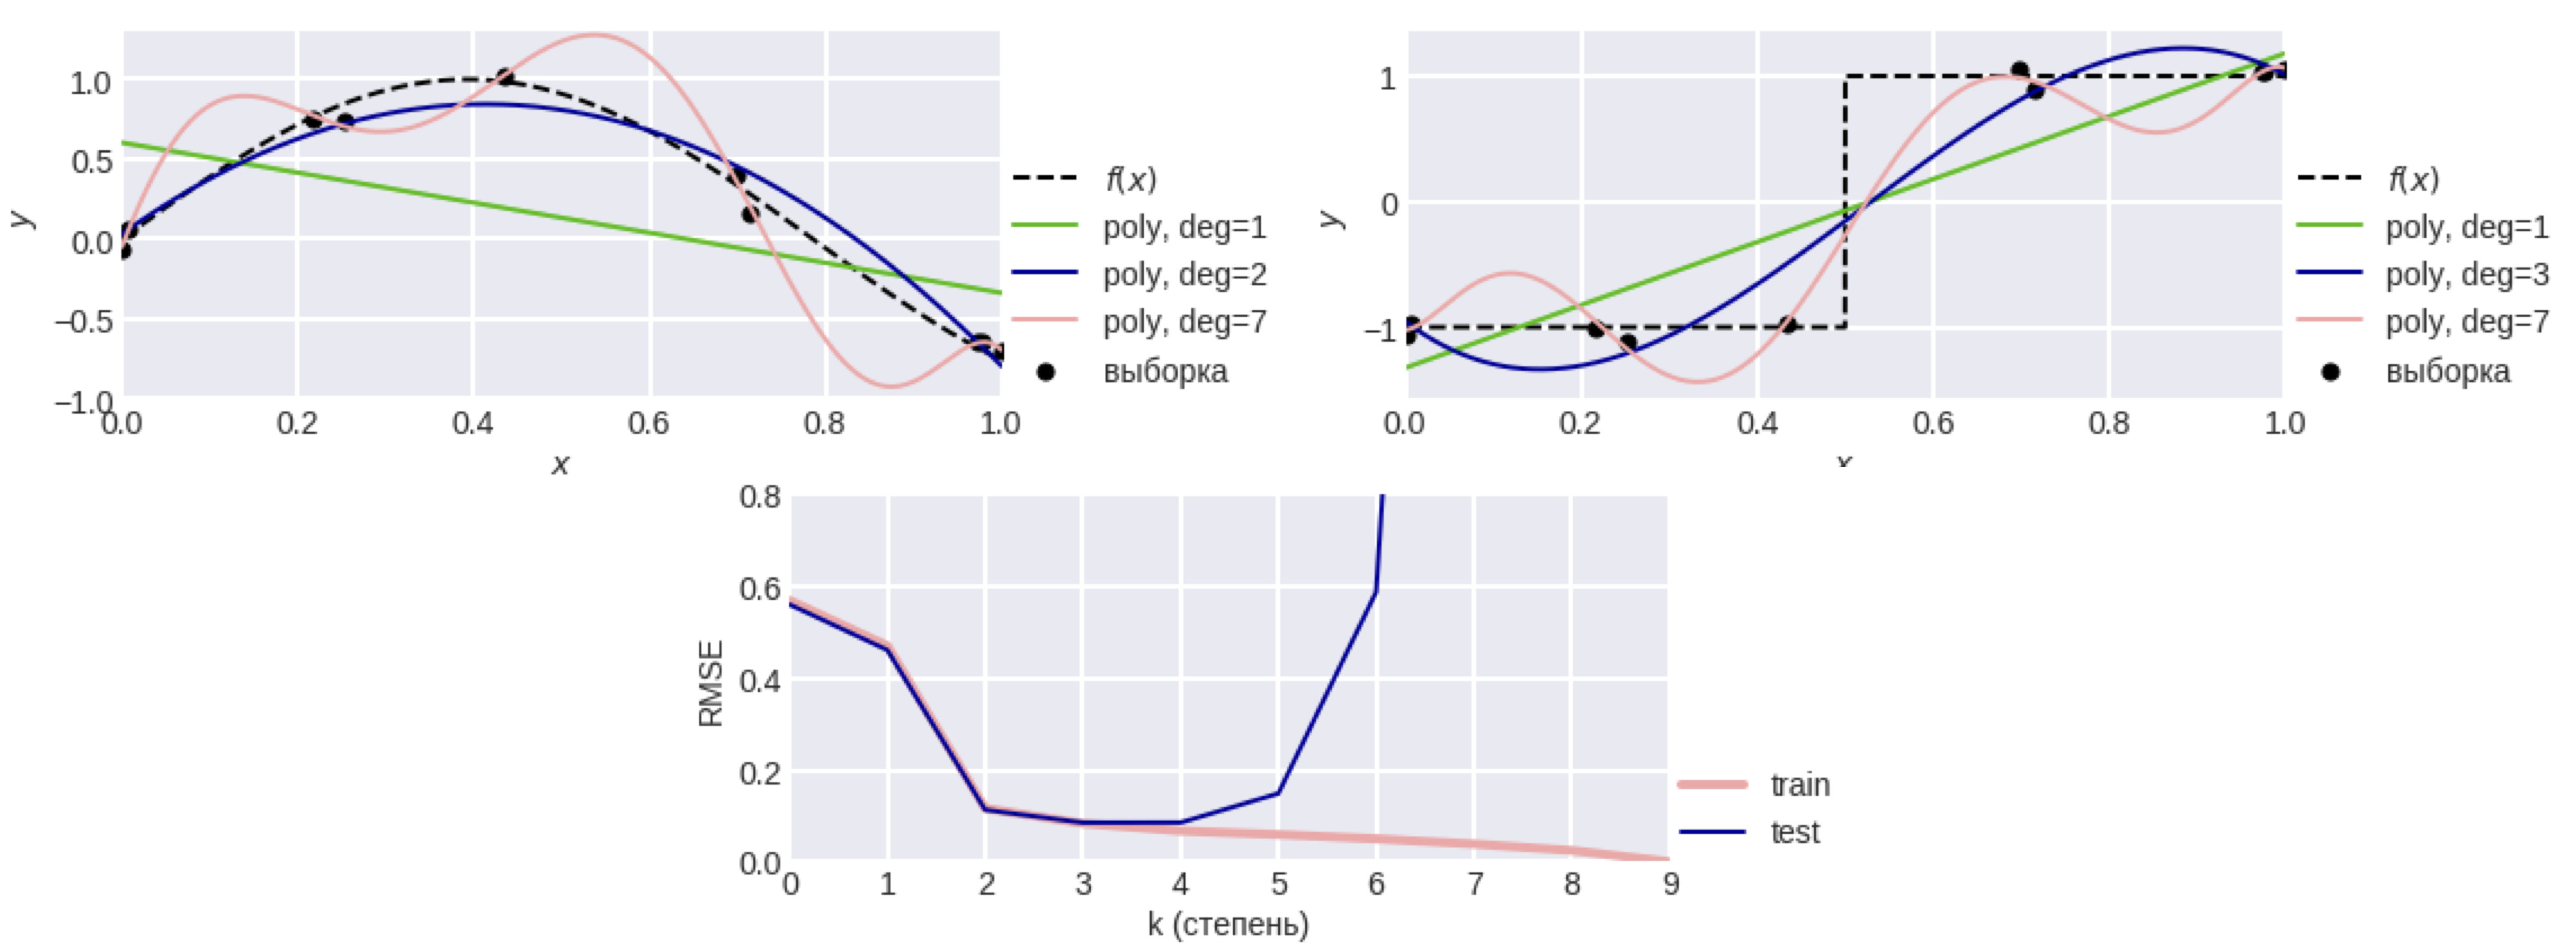 1.0
0.5
0.0
−0.5
−1.0
y
0.0 0.2 0.4 0.6 0.8 1.0
x
f(x)
poly, deg=1
poly, deg=2
poly, deg=7
выборка
1
0
−1
y
0.0 0.2 0.4 0.6 0.8 1.0
x
f(x)
poly, deg=1
poly, deg=3
poly, deg=7
выборка
0.8
0.6
0.4
0.2
0.0
RMSE
0 1 2 3 4 5 6 7 8 9
k (степень)
train
test